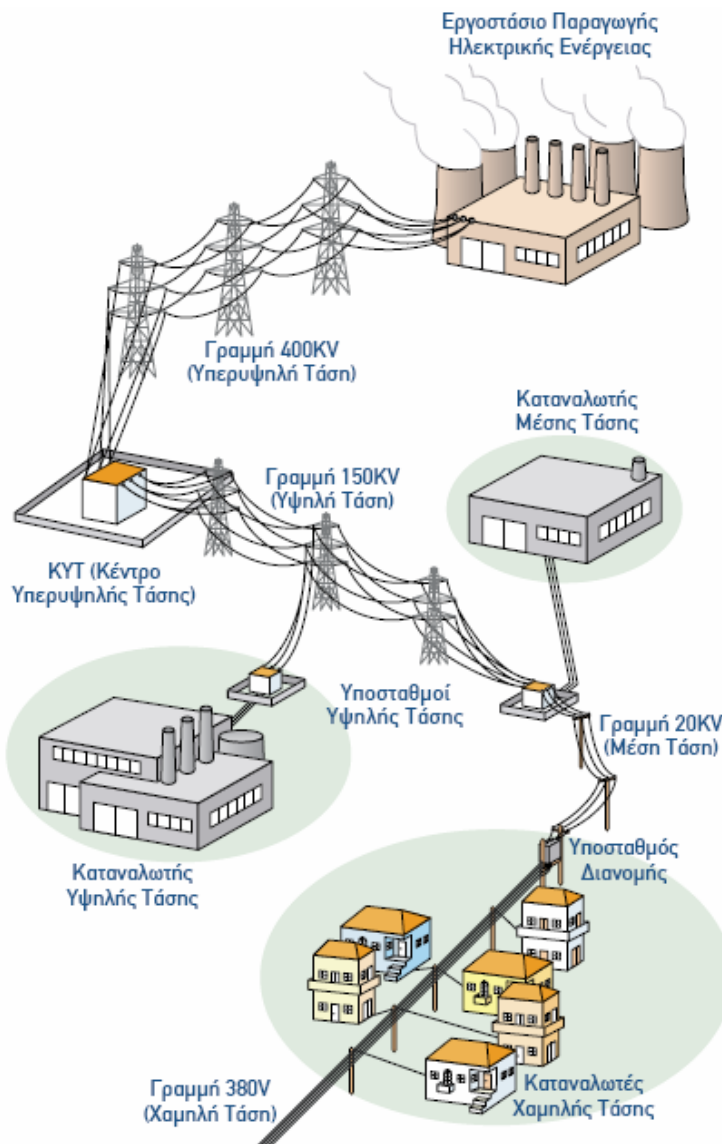 Εργοστάσιο Παραγωγής
Ηλεκτρικής Ενέργειας
Γραμμή 400KV
(Υπερυψηλή Τάση)
Καταναλωτής
Μέσης Τάσης
Γραμμή 150KV
(Υψηλή Τάση)
ΚΥΤ (Κέντρο
Υπερυψηλής Τάσης)
Υποσταθμοί
Υψηλής Τάσης
Γραμμή 20KV
(Μέση Τάση)
Καταναλωτής
Υψηλής Τάσης
Υποσταθμός
Διανομής
Γραμμή 380V
(Χαμηλή Τάση)
Καταναλωτές
Χαμηλής Τάσης